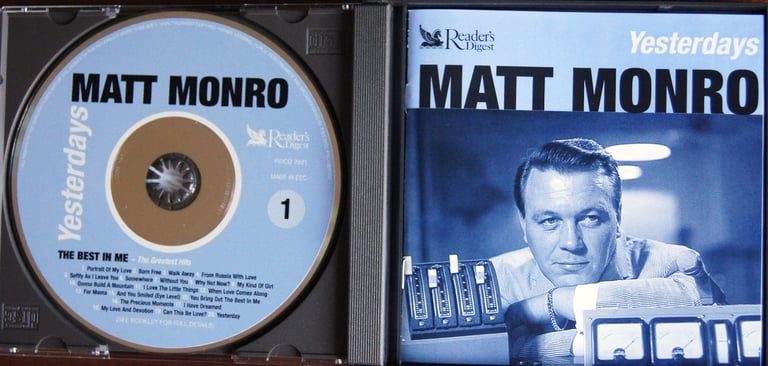 MATT MONRO
Yesterdays
Reader's
Digest
RDCD 7021
MADE IN EEC
1
THE BEST IN ME – The Greatest Hits
Portrait Of My Love Born Free Walk Away From Russia With Love
Softly As I Leave You Somewhere Without You Why Not Now? My Kind Of Girl
Gonna Build A Mountain I Love The Little Things When Love Comes Along
For Mama And You Smiled (Eye Level) You Bring Out The Best In Me
The Precious Moments I Have Dreamed
My Love And Devotion Can This Be Love? Yesterday
(SEE BOOKLET FOR FULL DETAILS)
Reader's
Digest
Yesterdays
MATT MONRO